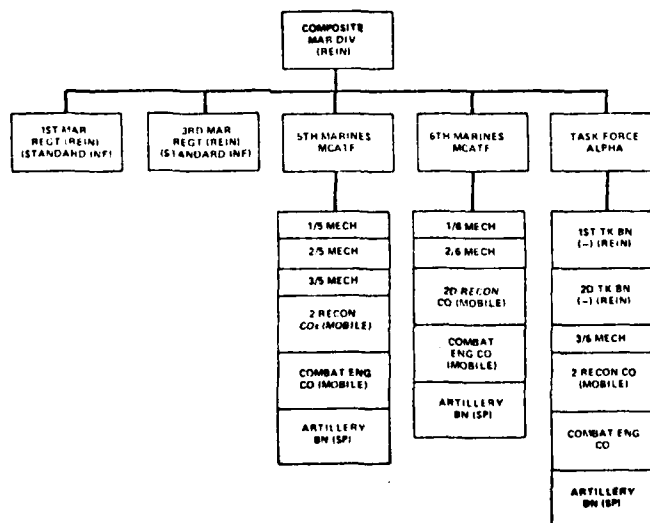 COMPOSITE
MAR DIV
(REIN)
1ST MAR
REGT (REIN)
(STANDARD INF)
3RD MAR
REGT (REIN)
(STANDARD INF)
5TH MARINES
MCATF
6TH MARINES
MCATF
TASK FORCE
ALPHA
1/5 MECH
2/5 MECH
3/5 MECH
2 RECON
COs (MOBILE)
COMBAT ENG
CO (MOBILE)
ARTILLERY
BN (SP)
1/6 MECH
2/6 MECH
2D RECON
CO (MOBILE)
COMBAT
ENG CO
(MOBILE)
ARTILLERY
BN (SP)
1ST TK BN
(–) (REIN)
2D TK BN
(–) (REIN)
3/6 MECH
2 RECON CO
(MOBILE)
COMBAT ENG
CO
ARTILLERY
BN (SP)